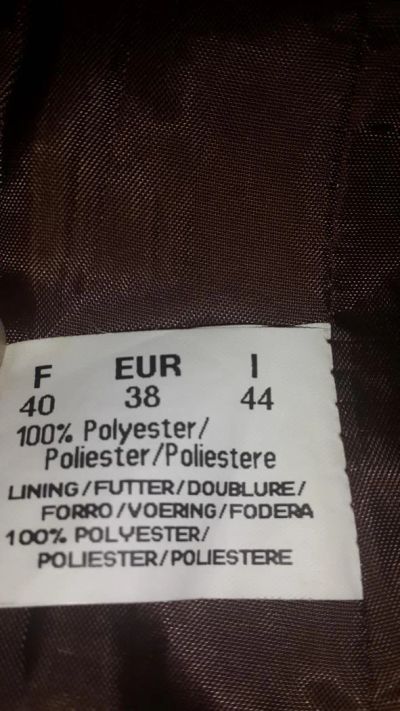 F EUR I
40 38 44
100% Polyester/
Poliester/Poliestere
LINING/FUTTER/DOUBLURE/
FORRO/VOERING/FODERA
100% POLYESTER/
POLIESTER/POLIESTERE